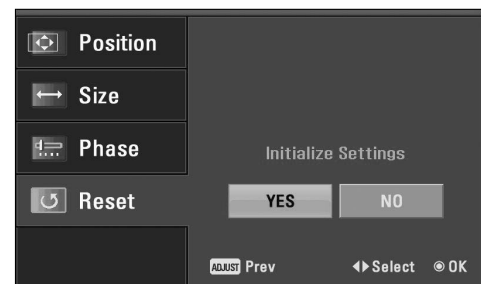 Position
Size
Phase
Reset
Initialize Settings
YES NO
ADJUST Prev Select OK